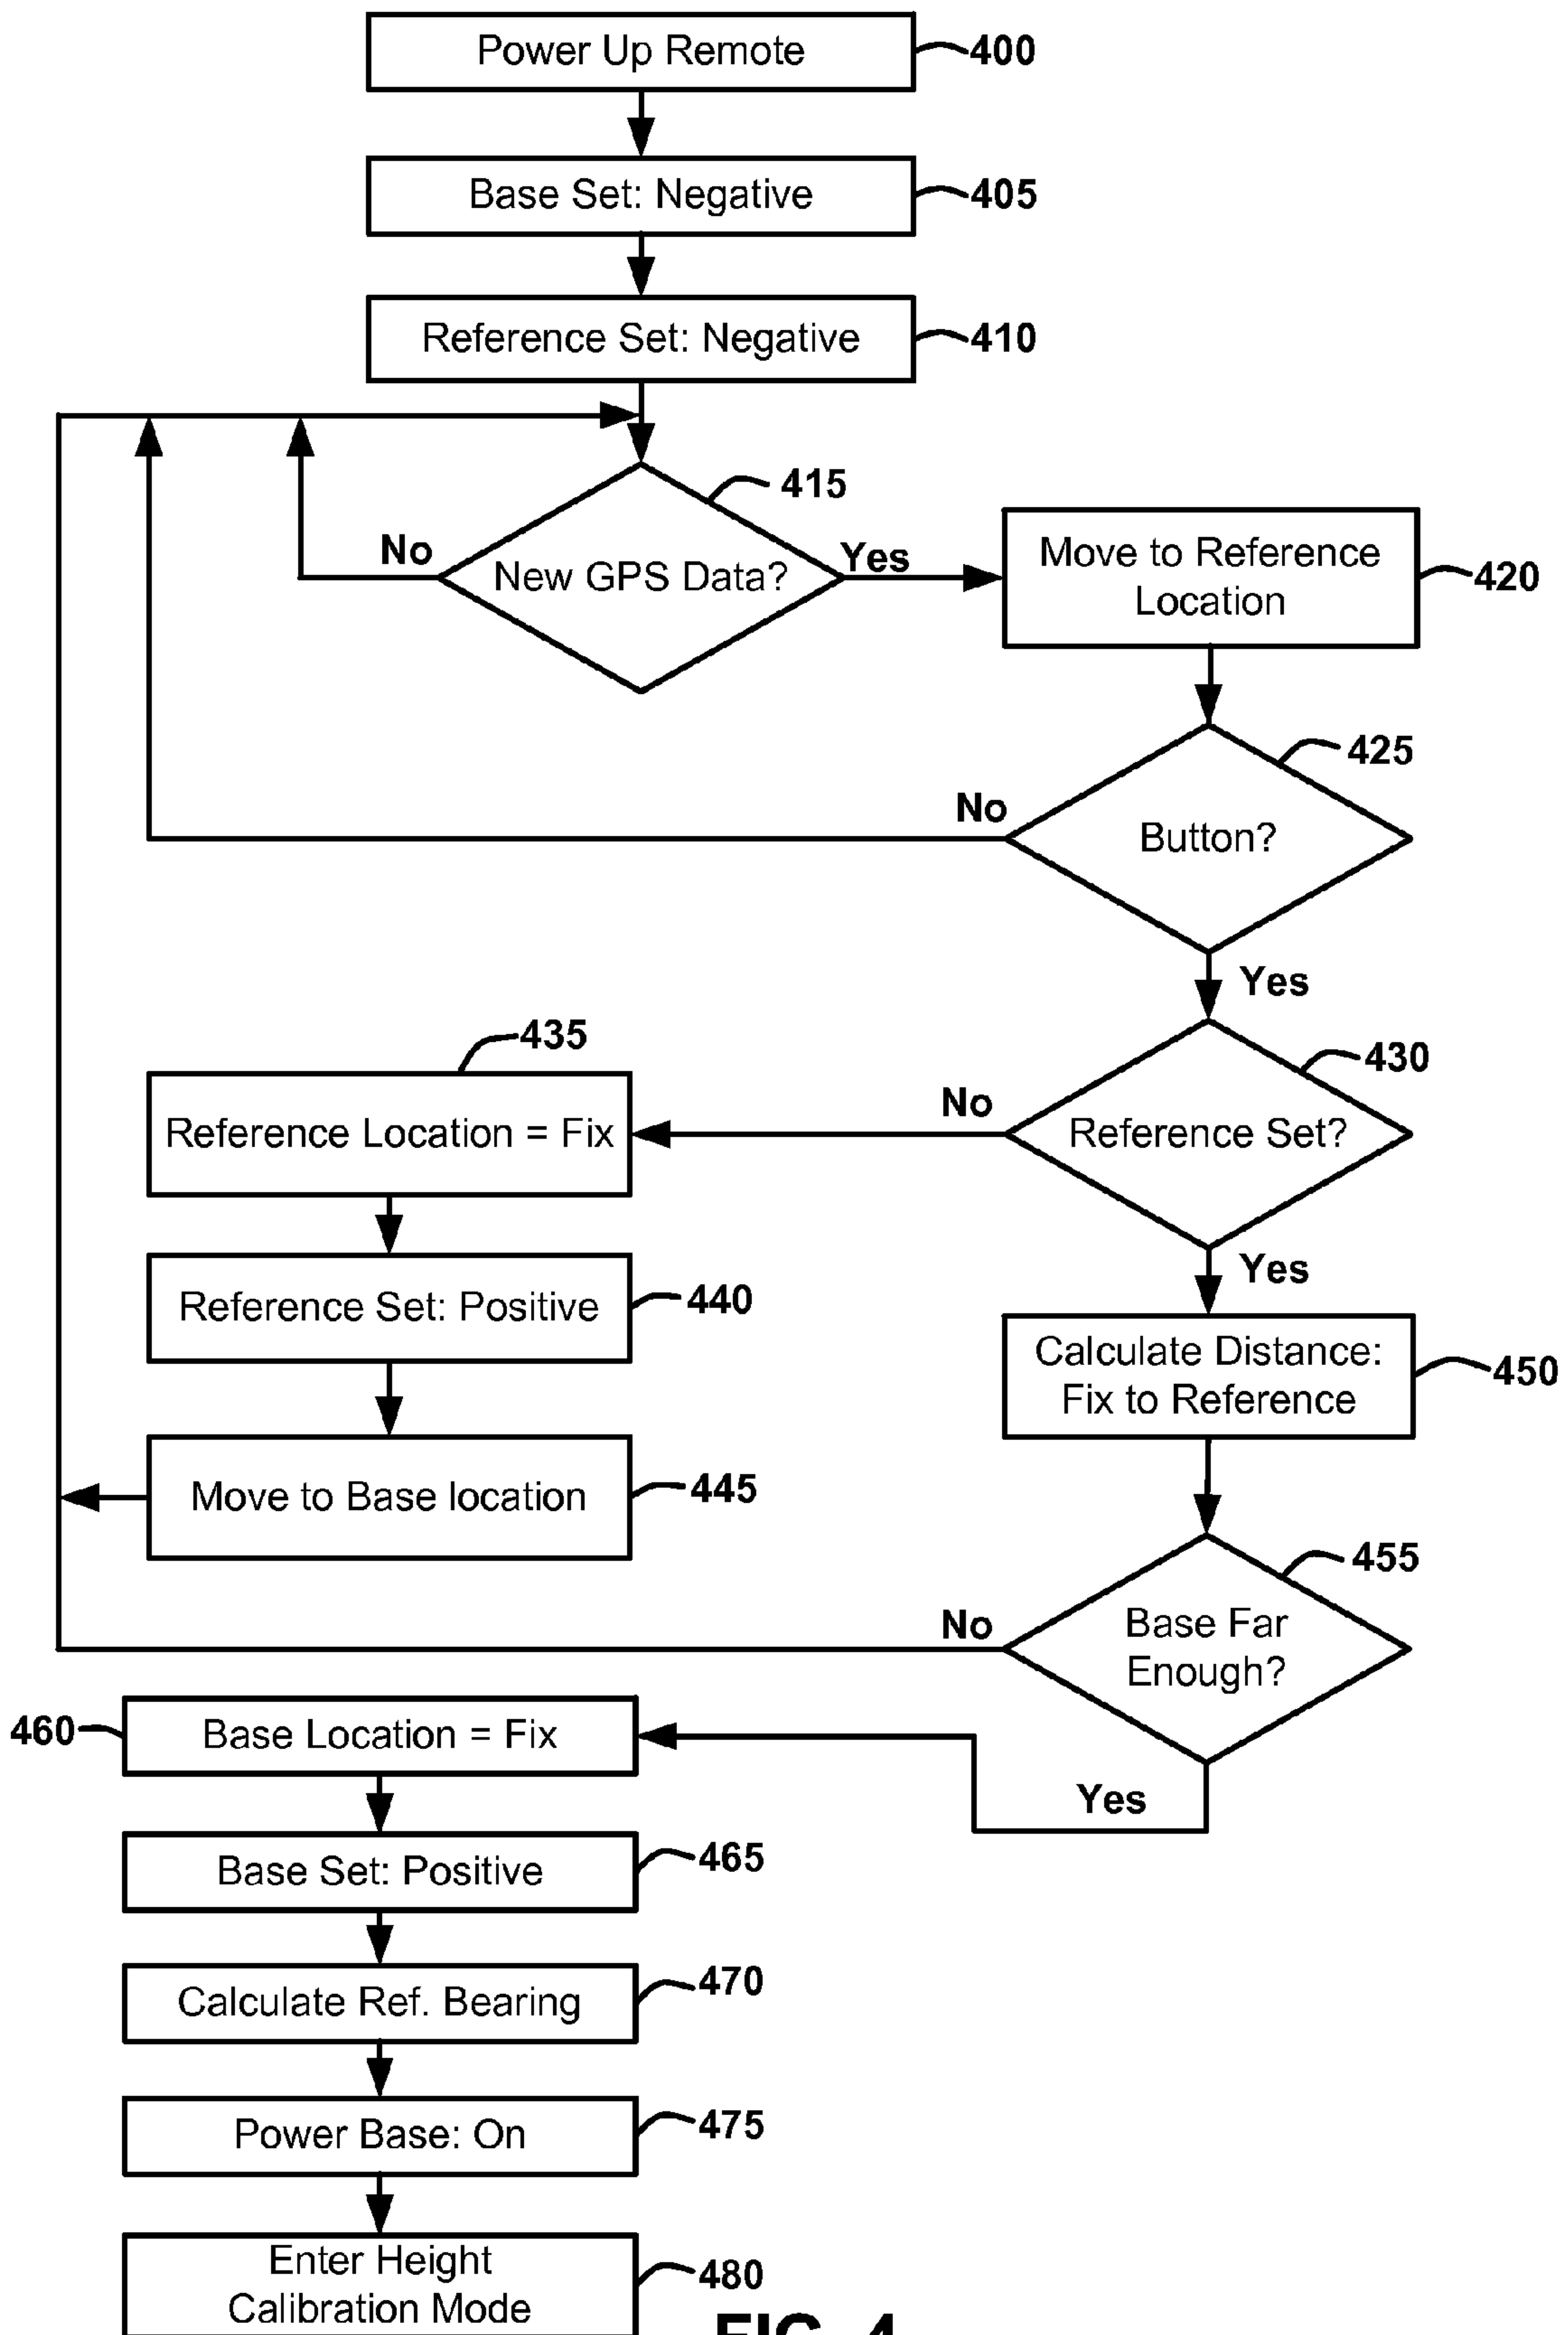 Power Up Remote
400
Base Set: Negative
405
Reference Set: Negative
410
415
New GPS Data?
No
Yes
Move to Reference
Location
420
425
Button?
No
Yes
430
Reference Set?
No
Yes
435
Reference Location = Fix
Reference Set: Positive
440
Move to Base location
445
Calculate Distance:
Fix to Reference
450
455
Base Far
Enough?
No
Yes
460
Base Location = Fix
Base Set: Positive
465
Calculate Ref. Bearing
470
Power Base: On
475
Enter Height
Calibration Mode
480
FIG. 4